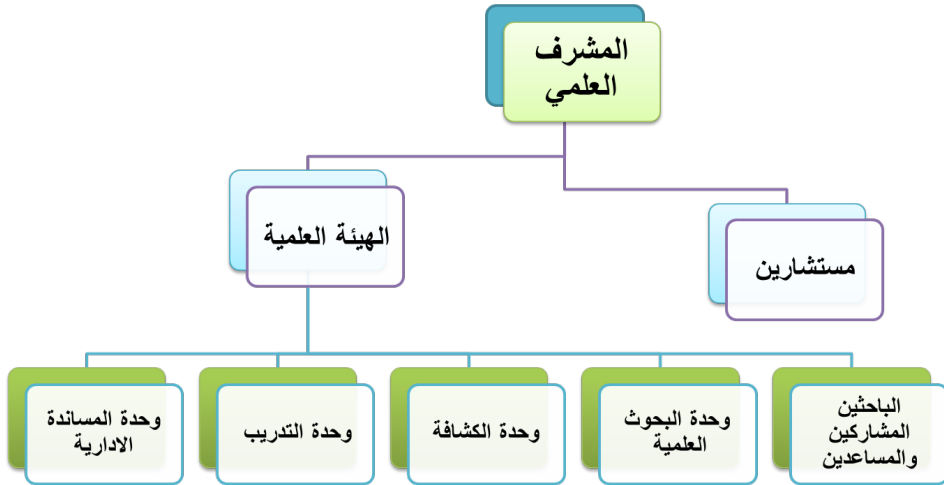 المشرف
العلمي
مستشارين
الهيئة العلمية
الباحثين
المشاركين
والمساعدين
وحدة البحوث
العلمية
وحدة الكشافة
وحدة التدريب
وحدة المساندة
الادارية